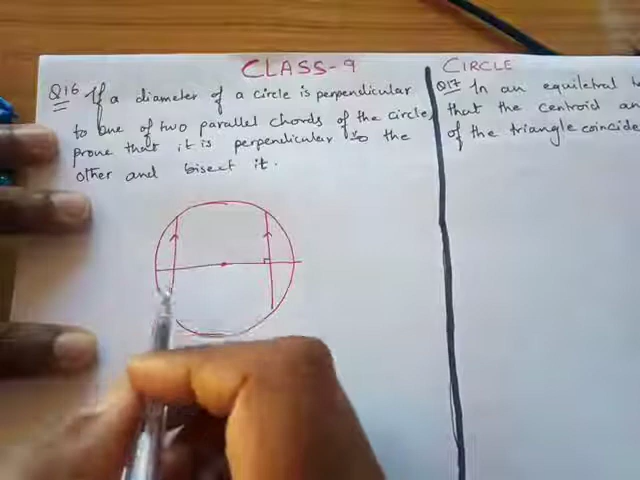 CLASS-9
CIRCLE
Q16 If a diameter of a circle is perpendicular
to one of two parallel chords of the circle,
prove that it is perpendicular to the
other and bisect it.
Q17 In an equiletral
that the centroid
of the triangle coincide